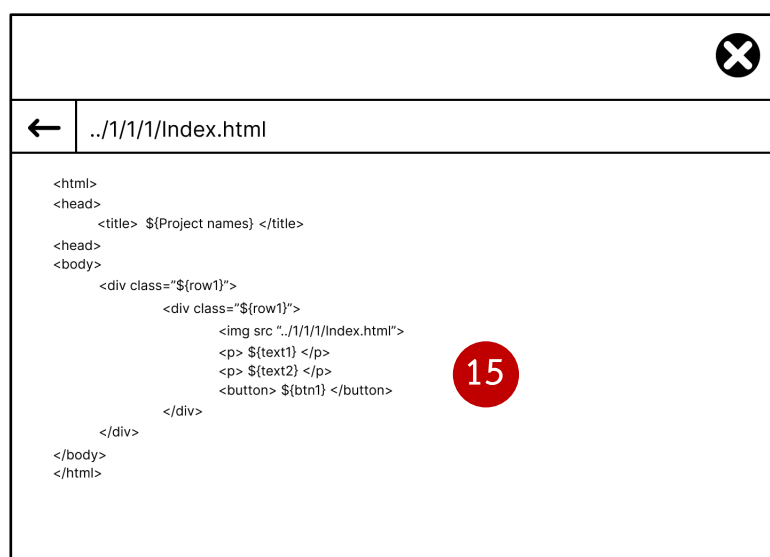 ../1/1/1/Index.html
<html>
<head>
<title> ${Project names} </title>
<head>
<body>
<div class="${row1}">
<div class="${row1}">
<img src “../1/1/1/Index.html”>
<p> ${text1} </p>
<p> ${text2} </p>
15
<button> ${btn1} </button>
</div>
</div>
</body>
</html>